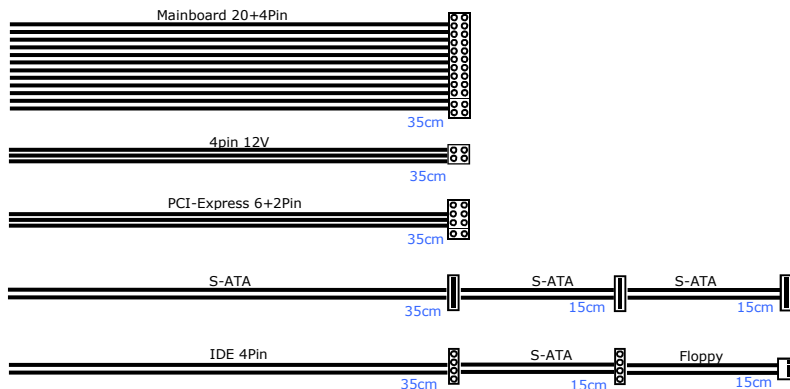 Mainboard 20+4Pin
35cm
4pin 12V
35cm
PCI-Express 6+2Pin
35cm
S-ATA S-ATA S-ATA
35cm 15cm 15cm
IDE 4Pin S-ATA Floppy
35cm 15cm 15cm